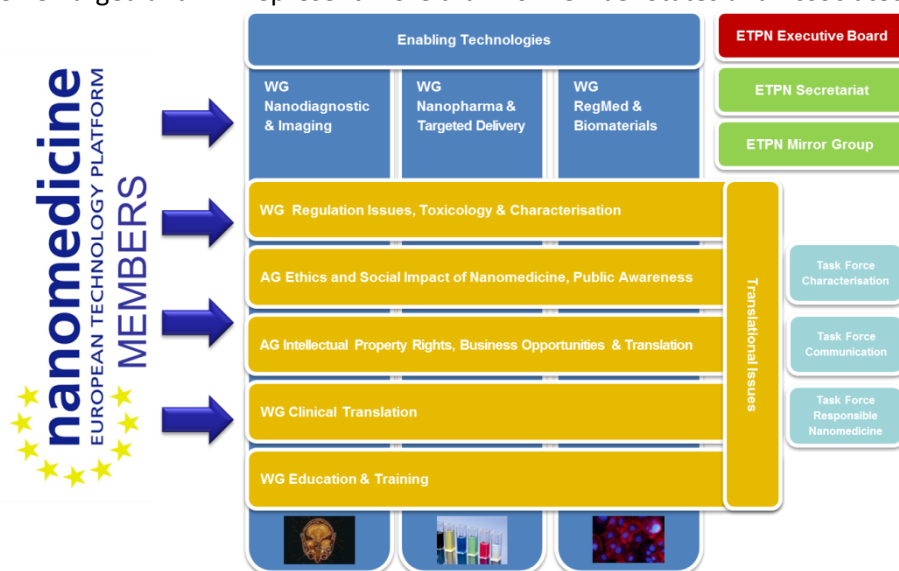 Enabling Technologies
ETPN Executive Board
ETPN Secretariat
ETPN Mirror Group
nanomedicine
EUROPEAN TECHNOLOGY PLATFORM
MEMBERS
WG
Nanodiagnostic
& Imaging
WG
Nanopharma &
Targeted Delivery
WG
RegMed &
Biomaterials
WG Regulation Issues, Toxicology & Characterisation
AG Ethics and Social Impact of Nanomedicine, Public Awareness
AG Intellectual Property Rights, Business Opportunities & Translation
WG Clinical Translation
WG Education & Training
Translational Issues
Task Force
Characterisation
Task Force
Communication
Task Force
Responsible
Nanomedicine